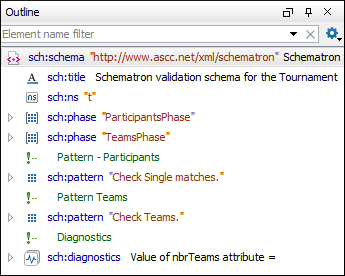 Outline
Element name filter
sch:schema "http://www.ascc.net/xml/schematron" Schematron
sch:title Schematron validation schema for the Tournament
ns sch:ns "t"
sch:phase "ParticipantsPhase"
sch:phase "TeamsPhase"
Pattern - Participants
sch:pattern "Check Single matches."
Pattern Teams
sch:pattern "Check Teams."
Diagnostics
sch:diagnostics Value of nbrTeams attribute =